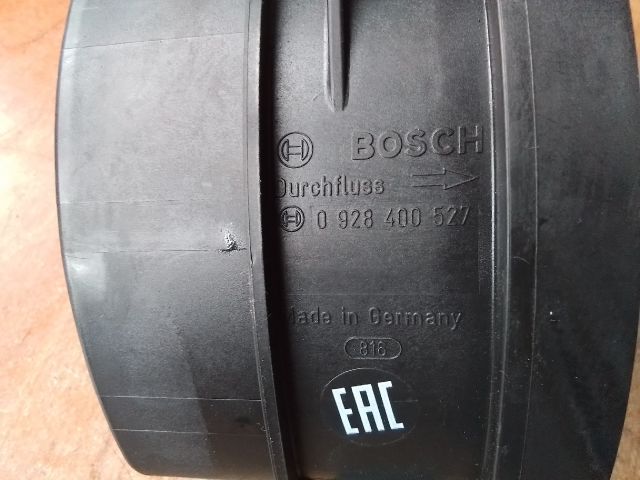 BOSCH
Durchfluss
0 928 400 527
Made in Germany
816
EAC